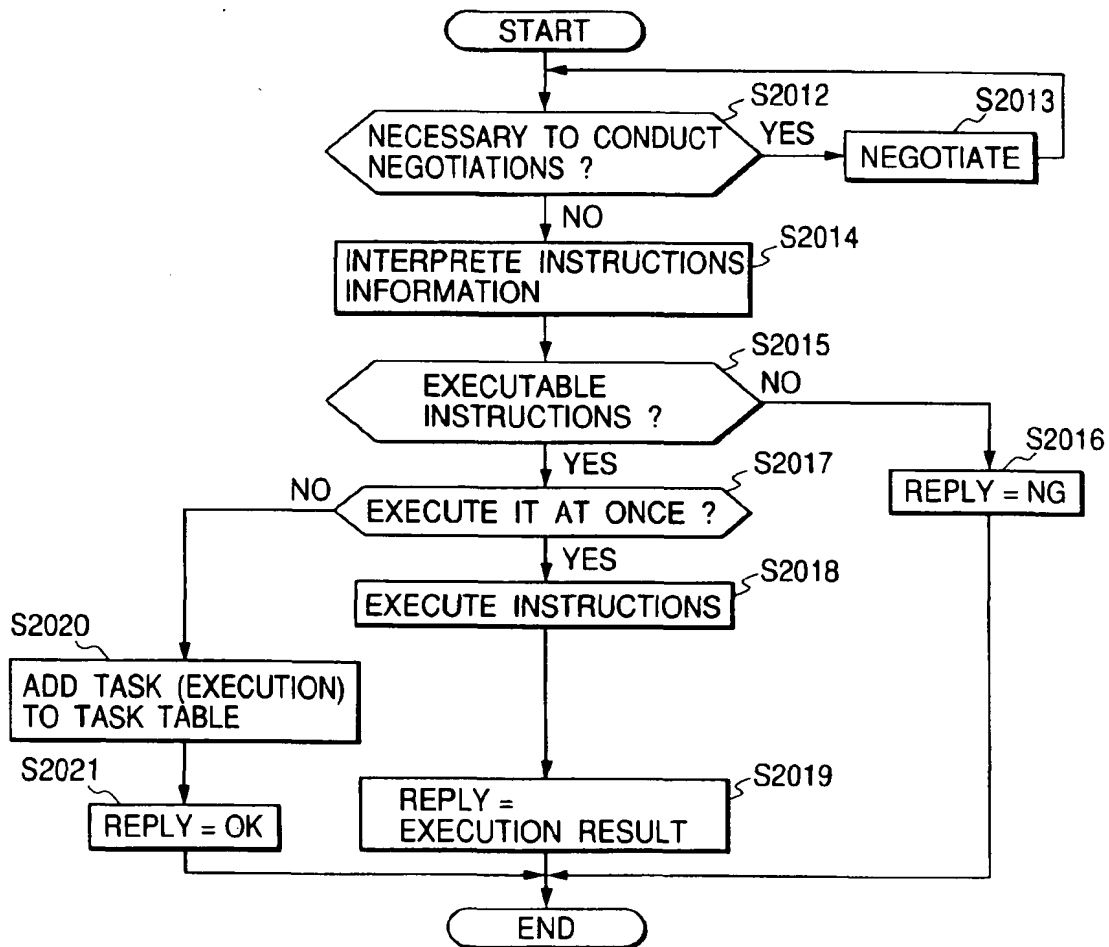 START
S2012
NECESSARY TO CONDUCT
NEGOTIATIONS ?
YES
S2013
NEGOTIATE
NO
S2014
INTERPRETE INSTRUCTIONS
INFORMATION
S2015
EXECUTABLE
INSTRUCTIONS ?
NO
S2016
REPLY = NG
YES
S2017
EXECUTE IT AT ONCE ?
NO
YES
S2018
EXECUTE INSTRUCTIONS
S2020
ADD TASK (EXECUTION)
TO TASK TABLE
S2021
REPLY = OK
S2019
REPLY =
EXECUTION RESULT
END